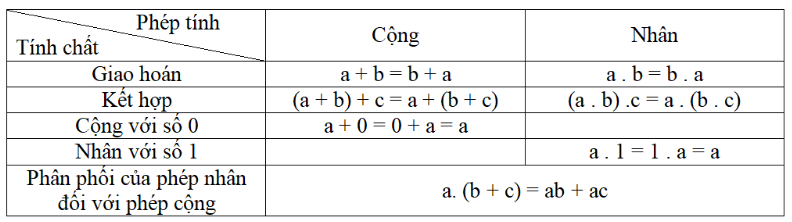 Phép tính
Tính chất
Cộng
Nhân
Giao hoán
a + b = b + a
a . b = b . a
Kết hợp
(a + b) + c = a + (b + c)
(a . b) .c = a . (b . c)
Cộng với số 0
a + 0 = 0 + a = a
Nhân với số 1
a . 1 = 1 . a = a
Phân phối của phép nhân
đối với phép cộng
a. (b + c) = ab + ac